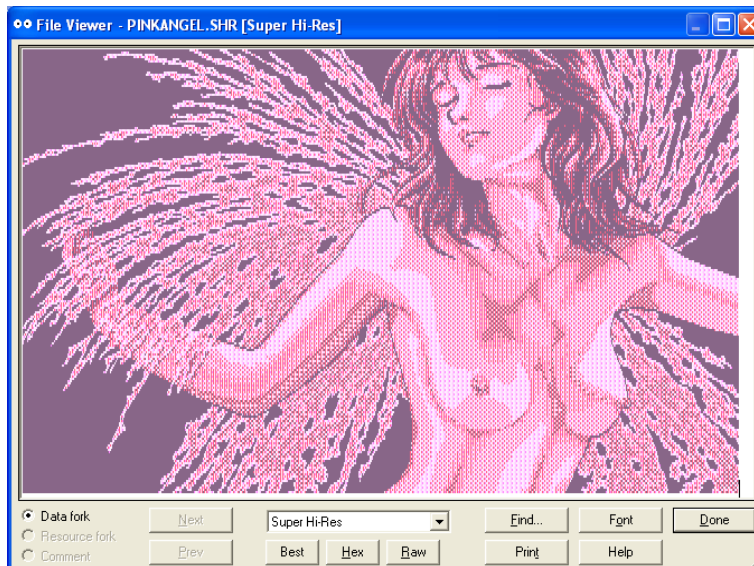 File Viewer - PINKANGEL.SHR [Super Hi-Res]
Data fork
Resource fork
Comment
Next
Prev
Super Hi-Res
Best
Hex
Raw
Find...
Font
Done
Print
Help